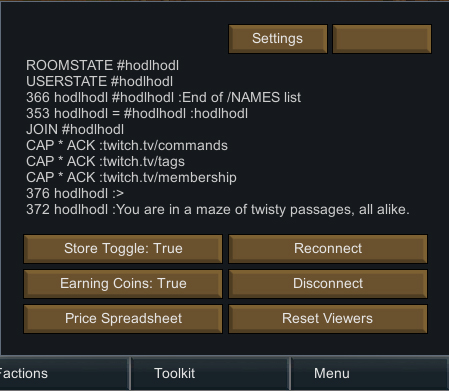 Settings
ROOMSTATE #hodlhodl
USERSTATE #hodlhodl
366 hodlhodl #hodlhodl :End of /NAMES list
353 hodlhodl = #hodlhodl :hodlhodl
JOIN #hodlhodl
CAP * ACK :twitch.tv/commands
CAP * ACK :twitch.tv/tags
CAP * ACK :twitch.tv/membership
376 hodlhodl :>
372 hodlhodl :You are in a maze of twisty passages, all alike.
Store Toggle: True
Reconnect
Earning Coins: True
Disconnect
Price Spreadsheet
Reset Viewers
Factions
Toolkit
Menu